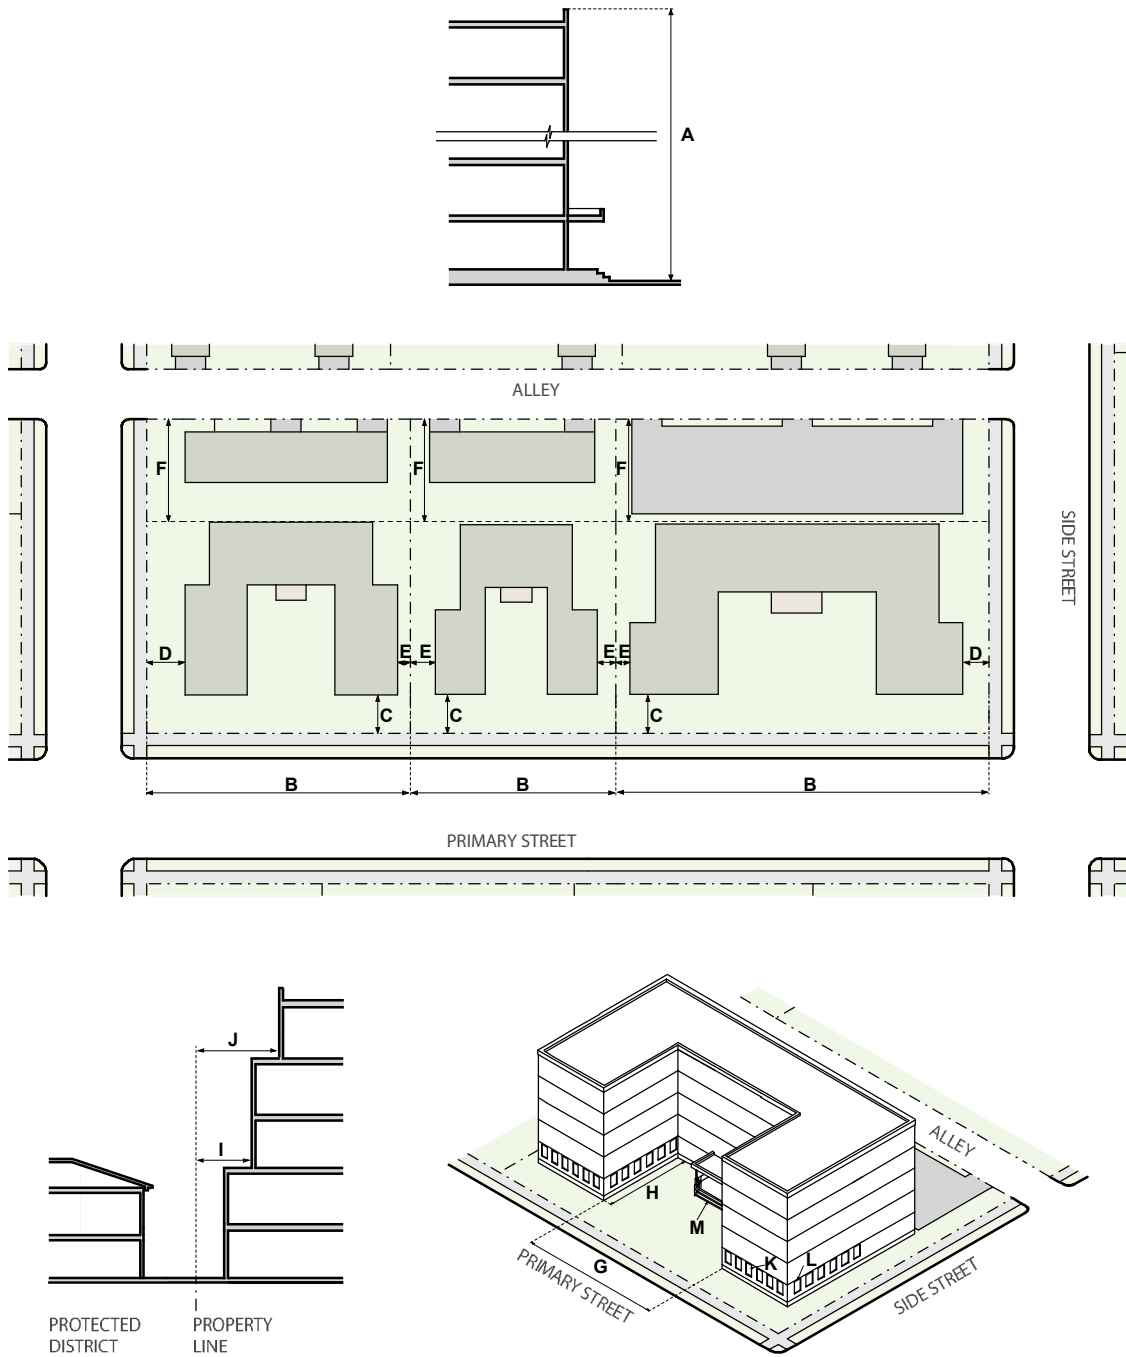 A
ALLEY
F
F
F
SIDE STREET
D
E
E
E
E
D
C
C
C
B
B
B
PRIMARY STREET
J
I
PROTECTED
DISTRICT
PROPERTY
LINE
ALLEY
H
M
G
K
L
PRIMARY STREET
SIDE STREET